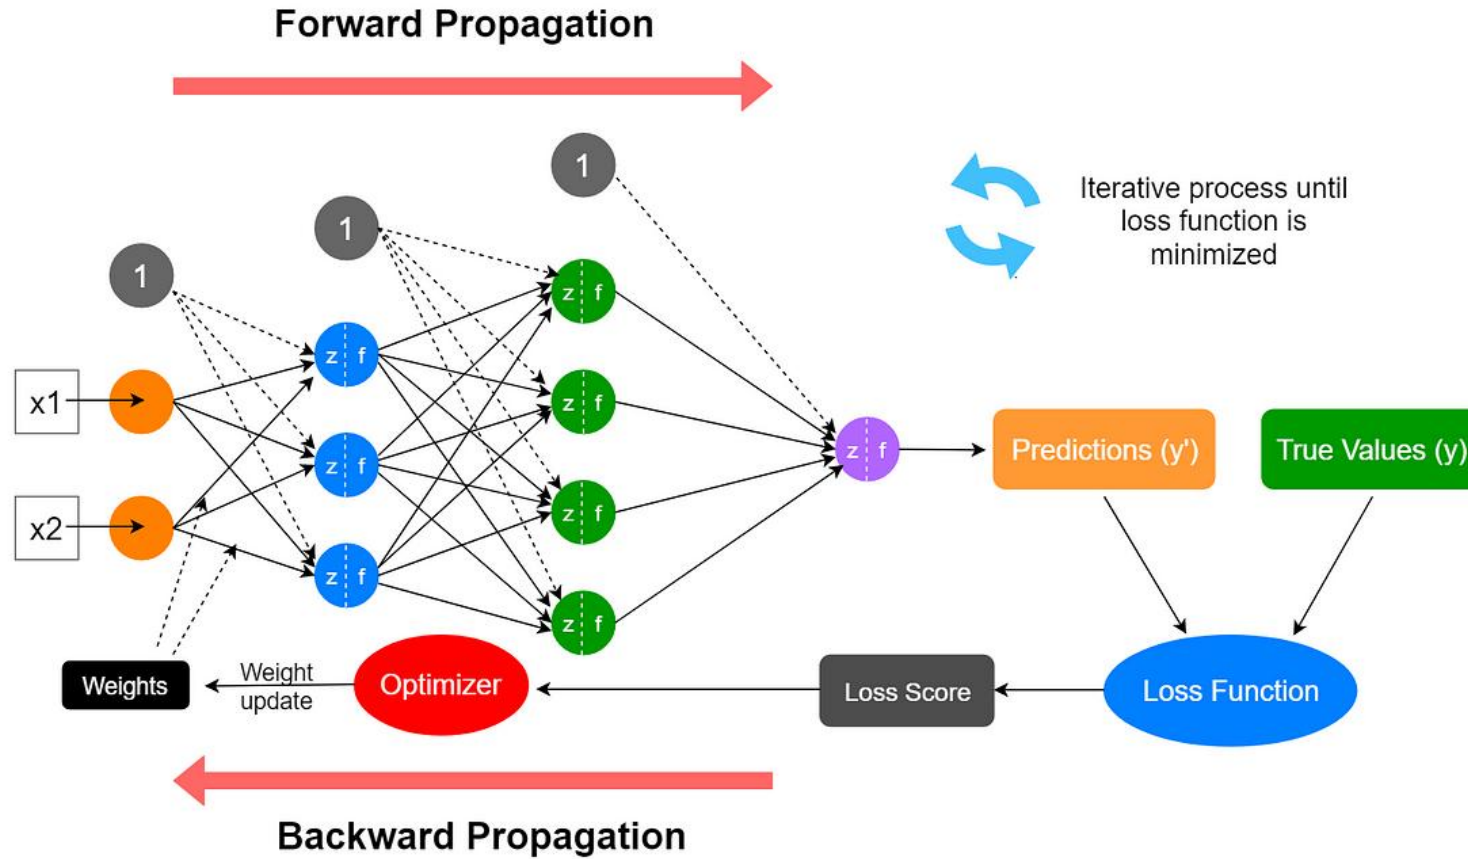 Forward Propagation
1
1
1
Iterative process until
loss function is
minimized
z f
z f
x1
z f
z f
Predictions (y')
True Values (y)
z f
x2
z f
z f
z f
Weights
Weight
update
Optimizer
Loss Score
Loss Function
Backward Propagation